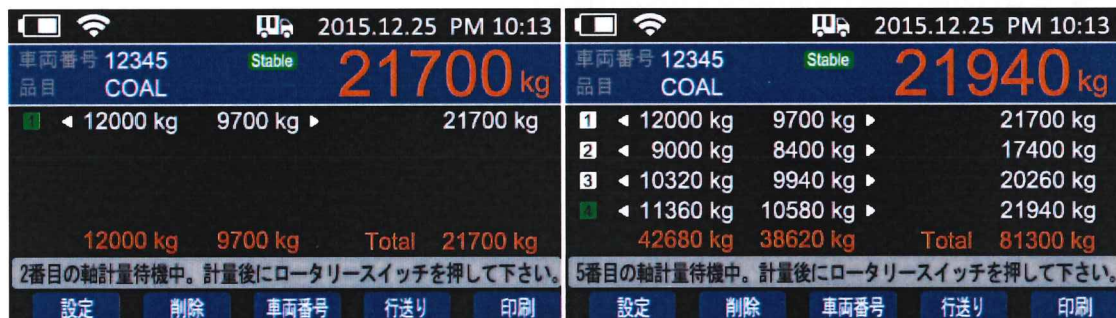 2015.12.25 PM 10:13
車両番号 12345 Stable 21700 kg
品目 COAL
1 ◄ 12000 kg 9700 kg ► 21700 kg
12000 kg 9700 kg Total 21700 kg
2番目の軸計量待機中。計量後にロータリースイッチを押して下さい。
設定 削除 車両番号 行送り 印刷
2015.12.25 PM 10:13
車両番号 12345 Stable 21940 kg
品目 COAL
1 ◄ 12000 kg 9700 kg ► 21700 kg
2 ◄ 9000 kg 8400 kg ► 17400 kg
3 ◄ 10320 kg 9940 kg ► 20260 kg
4 ◄ 11360 kg 10580 kg ► 21940 kg
42680 kg 38620 kg Total 81300 kg
5番目の軸計量待機中。計量後にロータリースイッチを押して下さい。
設定 削除 車両番号 行送り 印刷